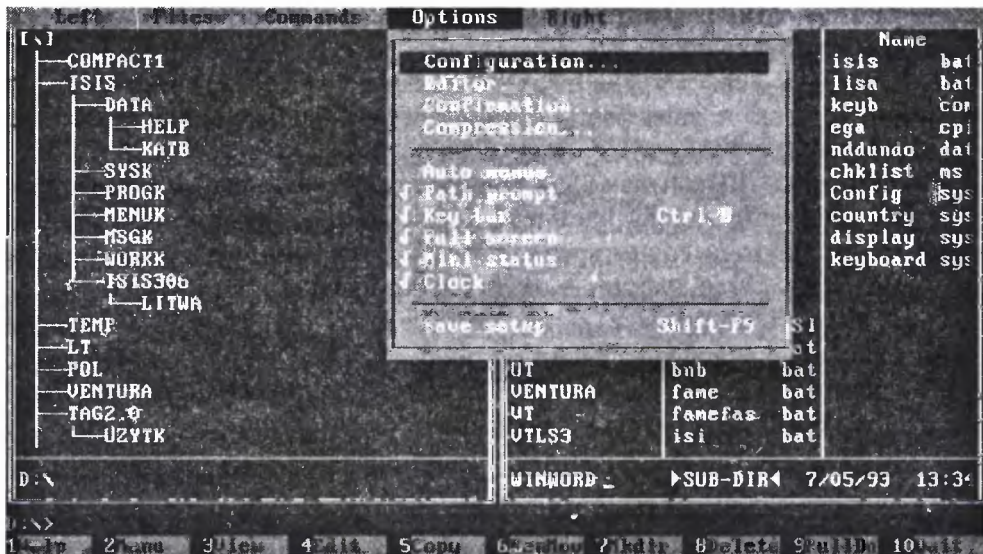 Left Files Commands Options Right
[\]
COMPACT1
ISIS
DATA
HELP
KATB
SYSK
PROGK
MENUK
MSGK
WORKK
ISIS306
LITWA
TEMP
LT
POL
VENTURA
TAG2.0
UZYTK
D:\
Configuration...
Editor...
Confirmation...
Compression...
Auto menus
√ Path prompt
√ Key bar Ctrl-B
√ Full screen
√ Mini status
√ Clock
Save setup Shift-F9
UT bnb bat
VENTURA fame bat
VT famefas bat
VTLS3 isi bat
WINWORD ►SUB-DIR◄ 7/05/93 13:34
Name
isis bat
lisa bat
keyb com
ega cpi
nddundo dat
chklist ms
Config sys
country sys
display sys
keyboard sys
D:\>
1Help 2Menu 3View 4Edit 5Copy 6RenMov 7Mkdir 8Delete 9PullDn 10Quit